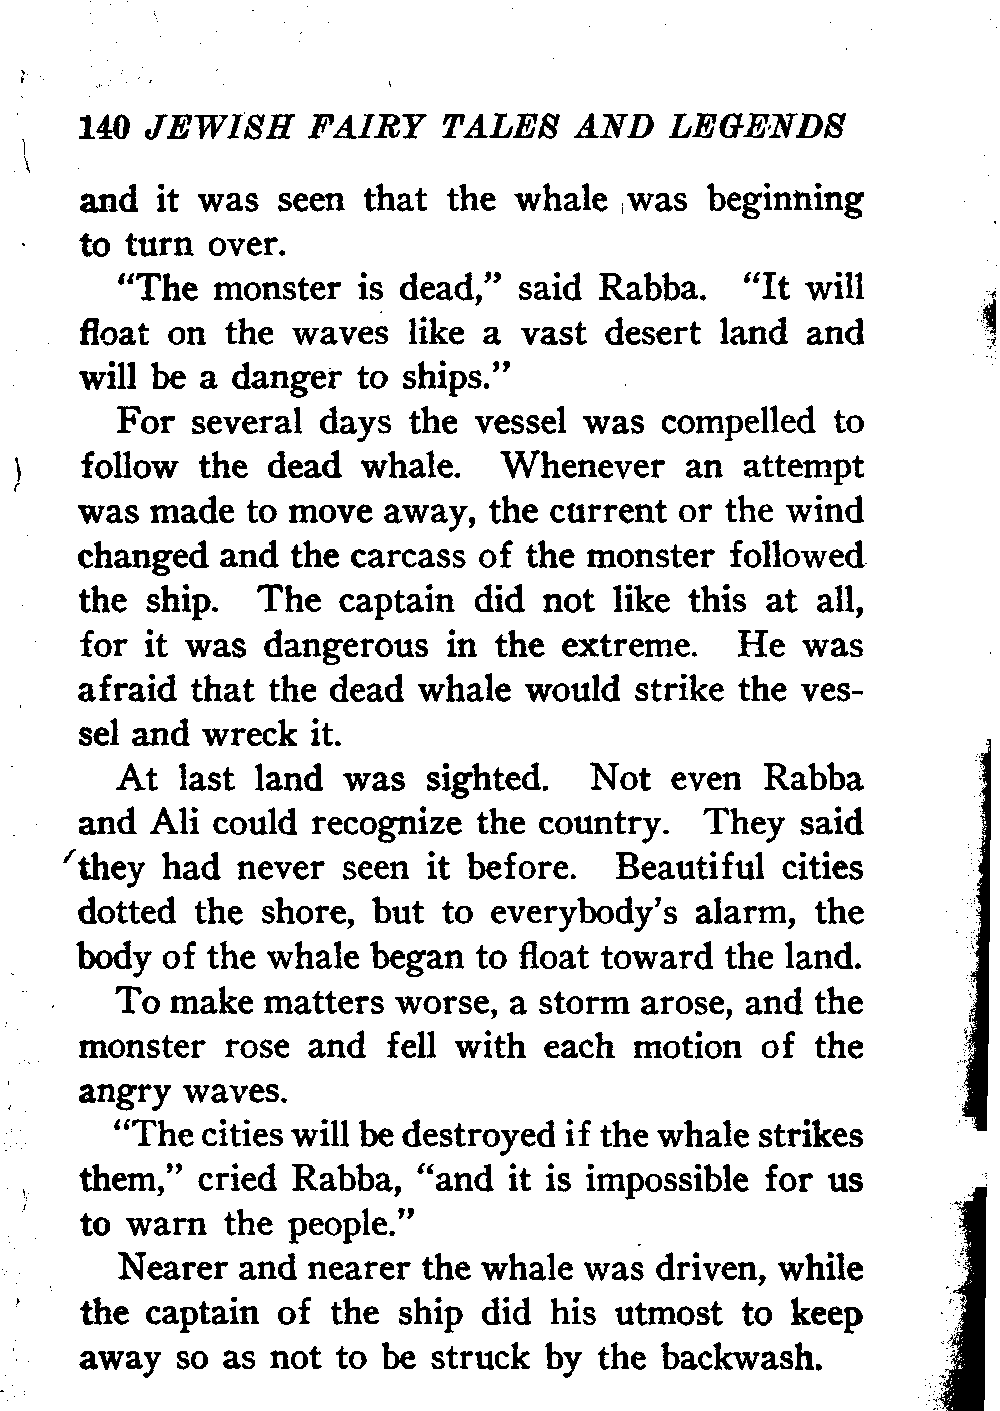 140 JEWISH FAIRY TALES AND LEGENDS
and it was seen that the whale was beginning
to turn over.
“The monster is dead,” said Rabba. “It will
float on the waves like a vast desert land and
will be a danger to ships.”
For several days the vessel was compelled to
follow the dead whale. Whenever an attempt
was made to move away, the current or the wind
changed and the carcass of the monster followed
the ship. The captain did not like this at all,
for it was dangerous in the extreme. He was
afraid that the dead whale would strike the ves-
sel and wreck it.
At last land was sighted. Not even Rabba
and Ali could recognize the country. They said
they had never seen it before. Beautiful cities
dotted the shore, but to everybody’s alarm, the
body of the whale began to float toward the land.
To make matters worse, a storm arose, and the
monster rose and fell with each motion of the
angry waves.
“The cities will be destroyed if the whale strikes
them,” cried Rabba, “and it is impossible for us
to warn the people.”
Nearer and nearer the whale was driven, while
the captain of the ship did his utmost to keep
away so as not to be struck by the backwash.